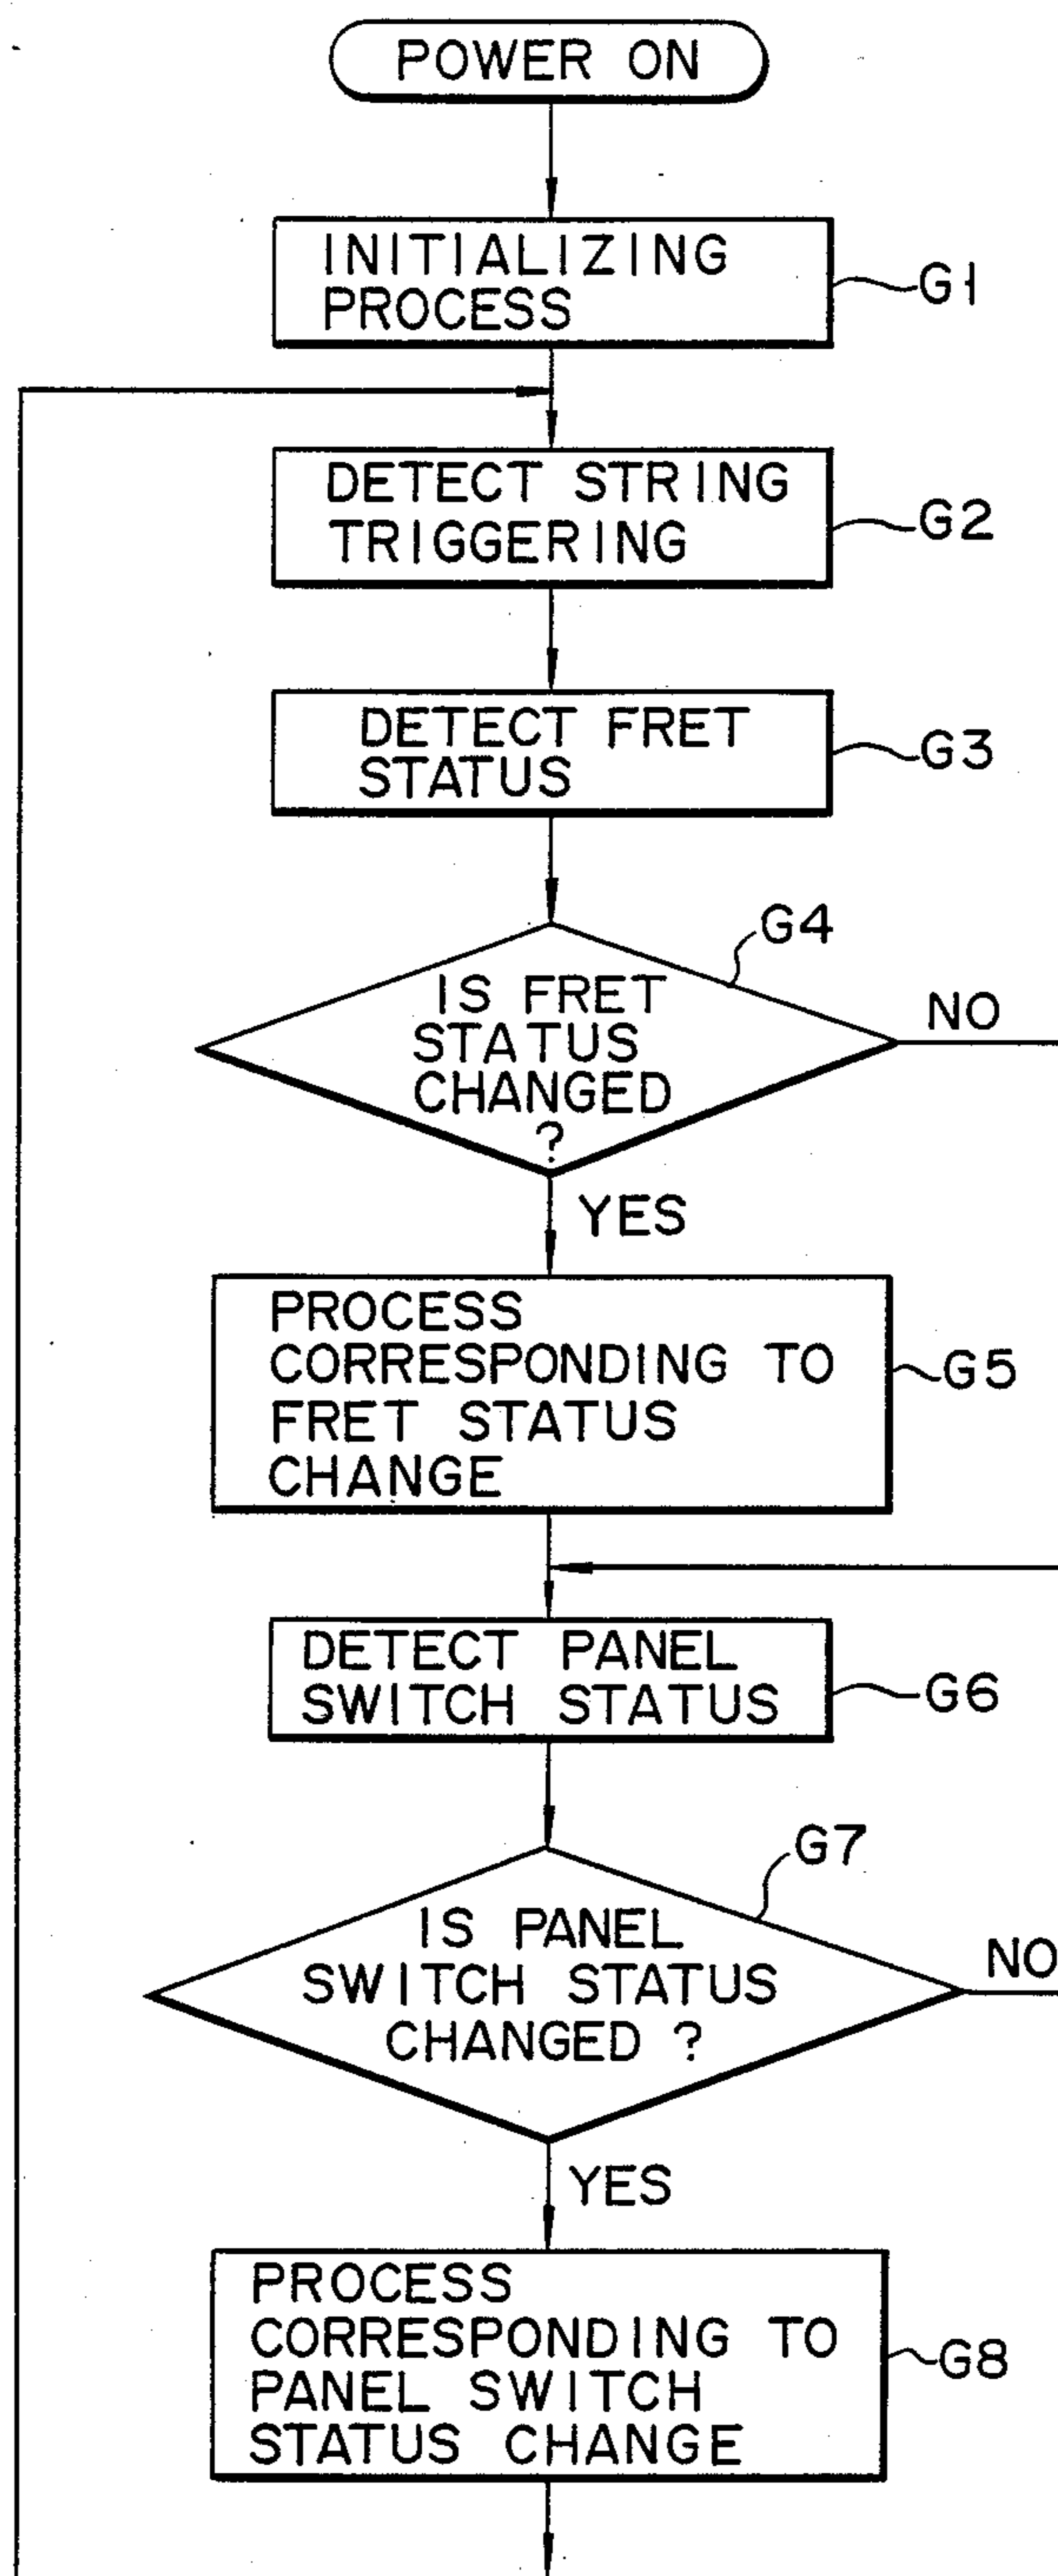 POWER ON
INITIALIZING
PROCESS
G1
DETECT STRING
TRIGGERING
G2
DETECT FRET
STATUS
G3
G4
IS FRET
STATUS
CHANGED
?
NO
YES
PROCESS
CORRESPONDING TO
FRET STATUS
CHANGE
G5
DETECT PANEL
SWITCH STATUS
G6
G7
IS PANEL
SWITCH STATUS
CHANGED ?
NO
YES
PROCESS
CORRESPONDING TO
PANEL SWITCH
STATUS CHANGE
G8